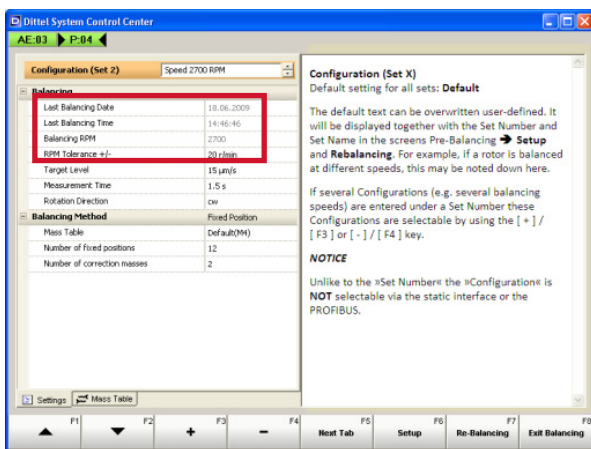 Dittel System Control Center
AE:03 P:04
Configuration (Set 2) Speed 2700 RPM
Balancing
Last Balancing Date 18.06.2009
Last Balancing Time 14:46:46
Balancing RPM 2700
RPM Tolerance +/- 20 r/min
Target Level 15 µm/s
Measurement Time 1.5 s
Rotation Direction cw
Balancing Method Fixed Position
Mass Table Default(M4)
Number of fixed positions 12
Number of correction masses 2
Settings Mass Table
Configuration (Set X)
Default setting for all sets: Default
The default text can be overwritten user-defined. It
will be displayed together with the Set Number and
Set Name in the screens Pre-Balancing ➔ Setup
and Rebalancing. For example, if a rotor is balanced
at different speeds, this may be noted down here.
If several Configurations (e.g. several balancing
speeds) are entered under a Set Number these
Configurations are selectable by using the [ + ] /
[ F3 ] or [ - ] / [ F4 ] key.
NOTICE
Unlike to the »Set Number« the »Configuration« is
NOT selectable via the static interface or the
PROFIBUS.
F1 F2 F3 F4 F5 F6 F7 F8
+ - Next Tab Setup Re-Balancing Exit Balancing